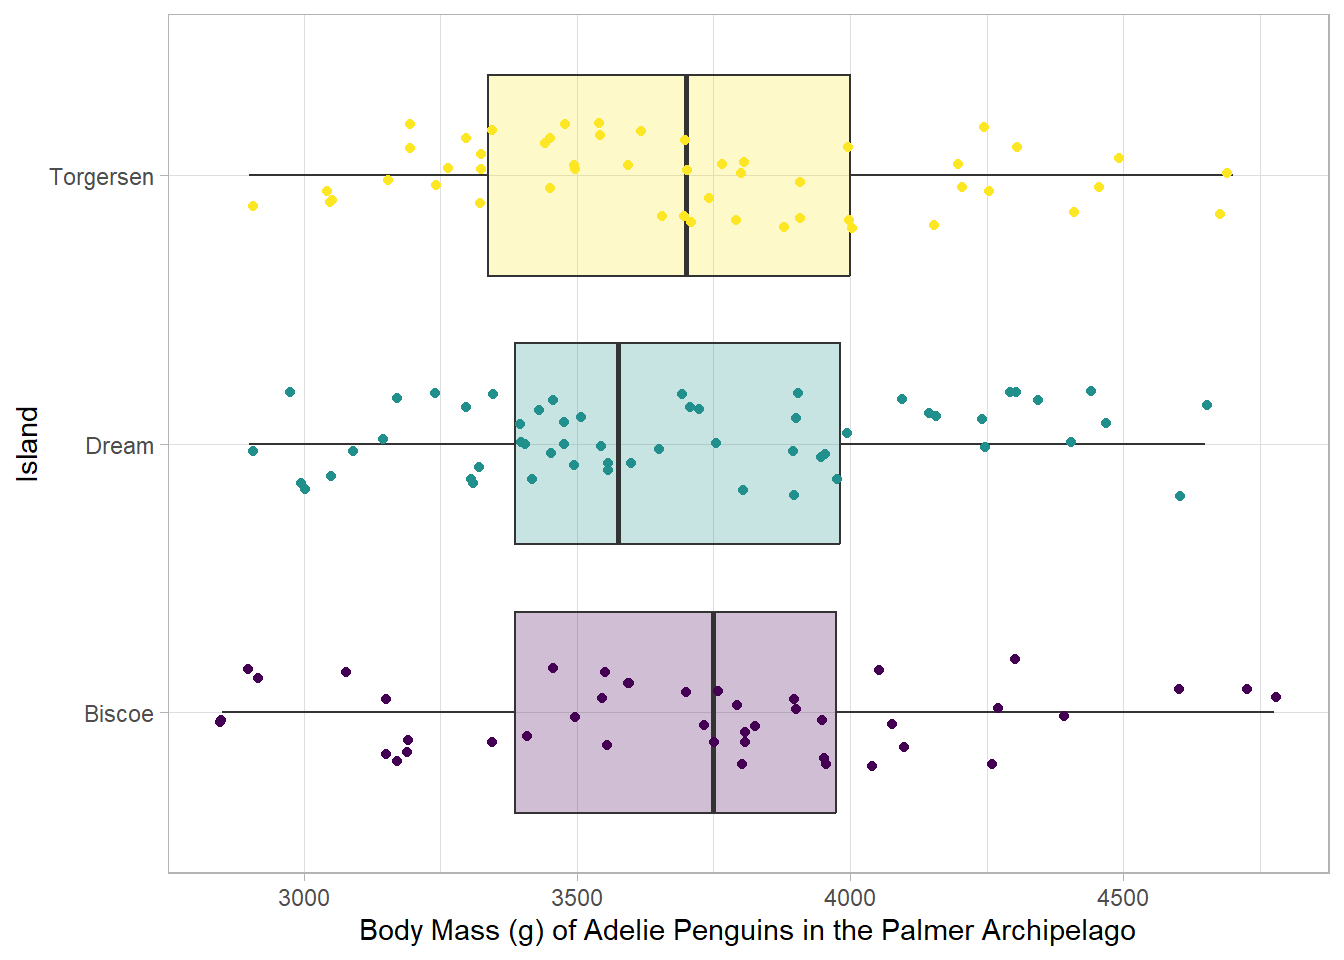 Torgersen
Dream
Biscoe
Island
3000 3500 4000 4500
Body Mass (g) of Adelie Penguins in the Palmer Archipelago